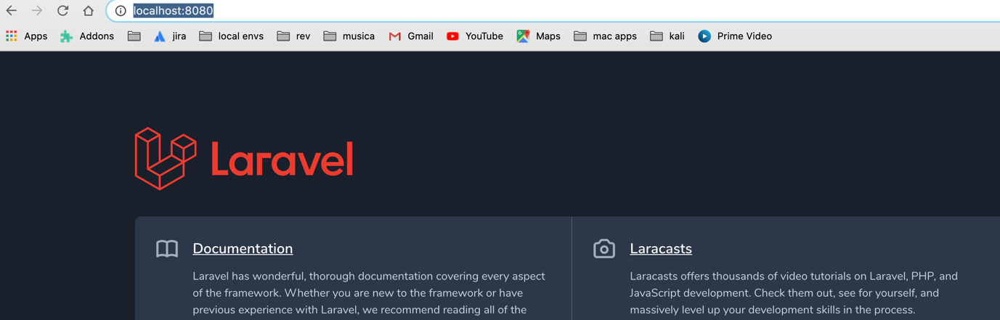 localhost:8080
Apps Addons jira local envs rev musica Gmail YouTube Maps mac apps kali Prime Video
Laravel
Documentation
Laravel has wonderful, thorough documentation covering every aspect
of the framework. Whether you are new to the framework or have
previous experience with Laravel, we recommend reading all of the
Laracasts
Laracasts offers thousands of video tutorials on Laravel, PHP, and
JavaScript development. Check them out, see for yourself, and
massively level up your development skills in the process.